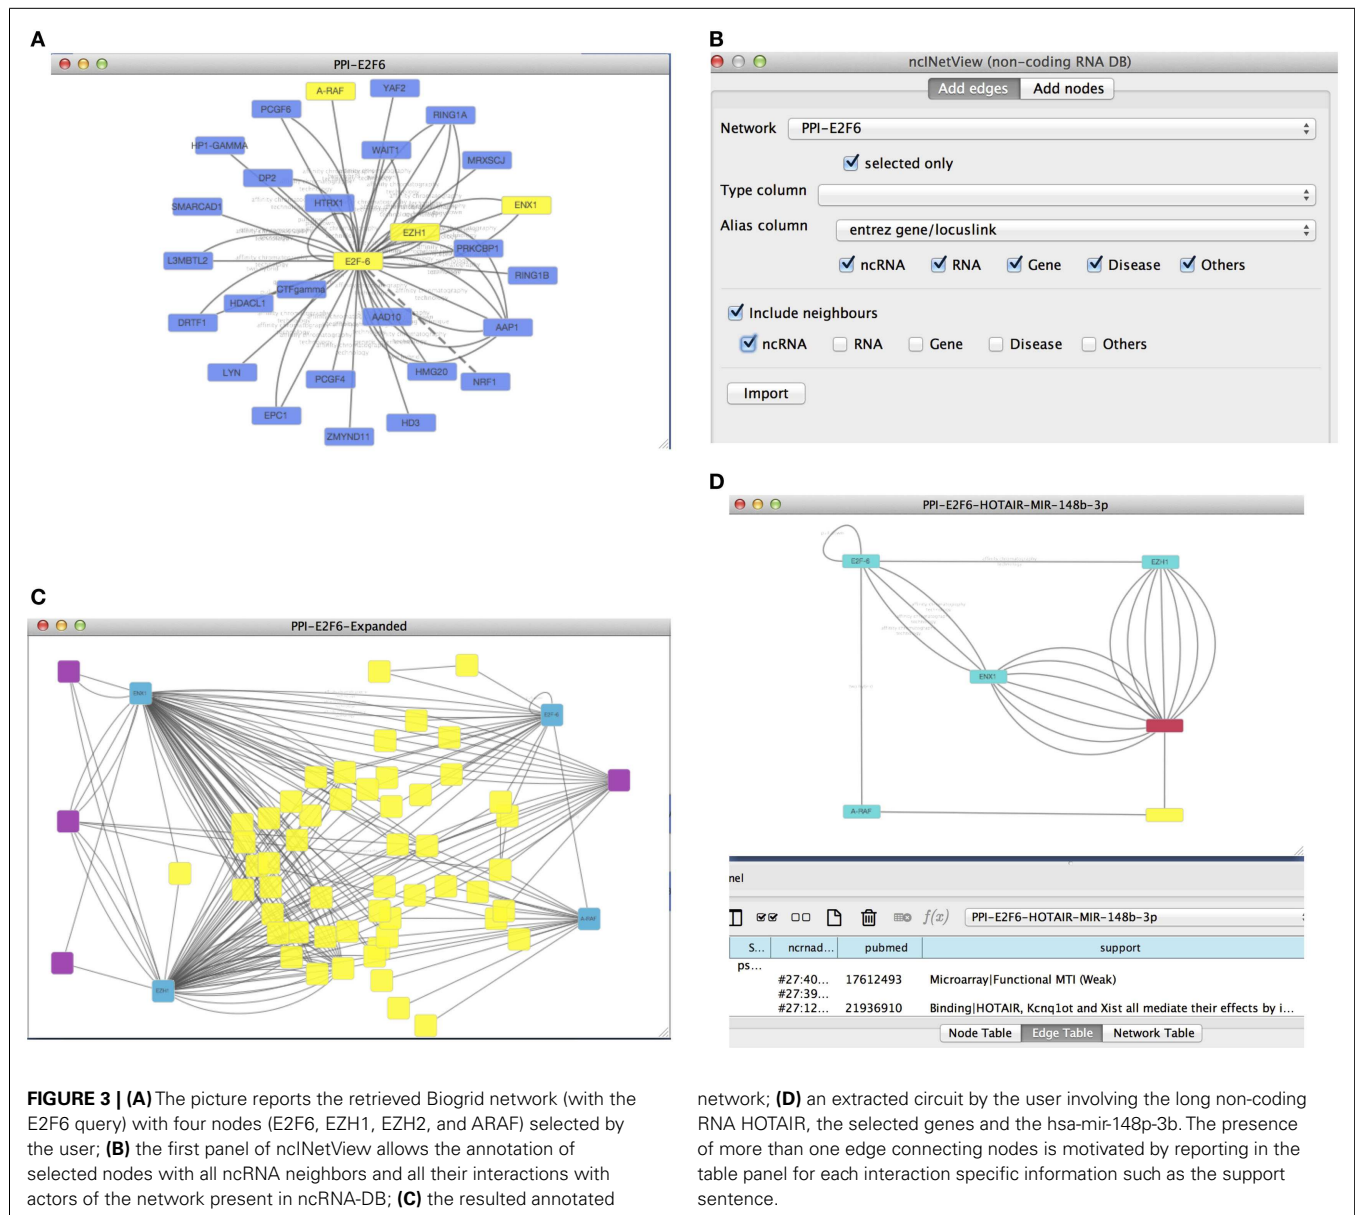 A
PPI-E2F6
A-RAF
YAF2
PCGF6
RING1A
HP1-GAMMA
WAIT1
MRXSCJ
DP2
HTRX1
SMARCAD1
ENX1
EZH1
PRKCBP1
L3MBTL2
E2F-6
RING1B
CTFgamma
HDACL1
DRTF1
AAD10
AAP1
LYN
PCGF4
HMG20
NRF1
EPC1
HD3
ZMYND11
B
ncINetView (non-coding RNA DB)
Add edges Add nodes
Network PPI-E2F6
selected only
Type column
Alias column entrez gene/locuslink
ncRNA RNA Gene Disease Others
Include neighbours
ncRNA RNA Gene Disease Others
Import
C
PPI-E2F6-Expanded
ENX1
E2F-6
A-RAF
EZH1
D
PPI-E2F6-HOTAIR-MIR-148b-3p
E2F-6
EZH1
affinity chromatography
technology
ENX1
A-RAF
nel
f(x) PPI-E2F6-HOTAIR-MIR-148b-3p
S... ncrnad... pubmed support
ps...
#27:40... 17612493 Microarray|Functional MTI (Weak)
#27:39...
#27:12... 21936910 Binding|HOTAIR, Kcnq1ot and Xist all mediate their effects by i...
Node Table Edge Table Network Table
FIGURE 3 | (A) The picture reports the retrieved Biogrid network (with the
E2F6 query) with four nodes (E2F6, EZH1, EZH2, and ARAF) selected by
the user; (B) the first panel of ncINetView allows the annotation of
selected nodes with all ncRNA neighbors and all their interactions with
actors of the network present in ncRNA-DB; (C) the resulted annotated
network; (D) an extracted circuit by the user involving the long non-coding
RNA HOTAIR, the selected genes and the hsa-mir-148p-3b. The presence
of more than one edge connecting nodes is motivated by reporting in the
table panel for each interaction specific information such as the support
sentence.